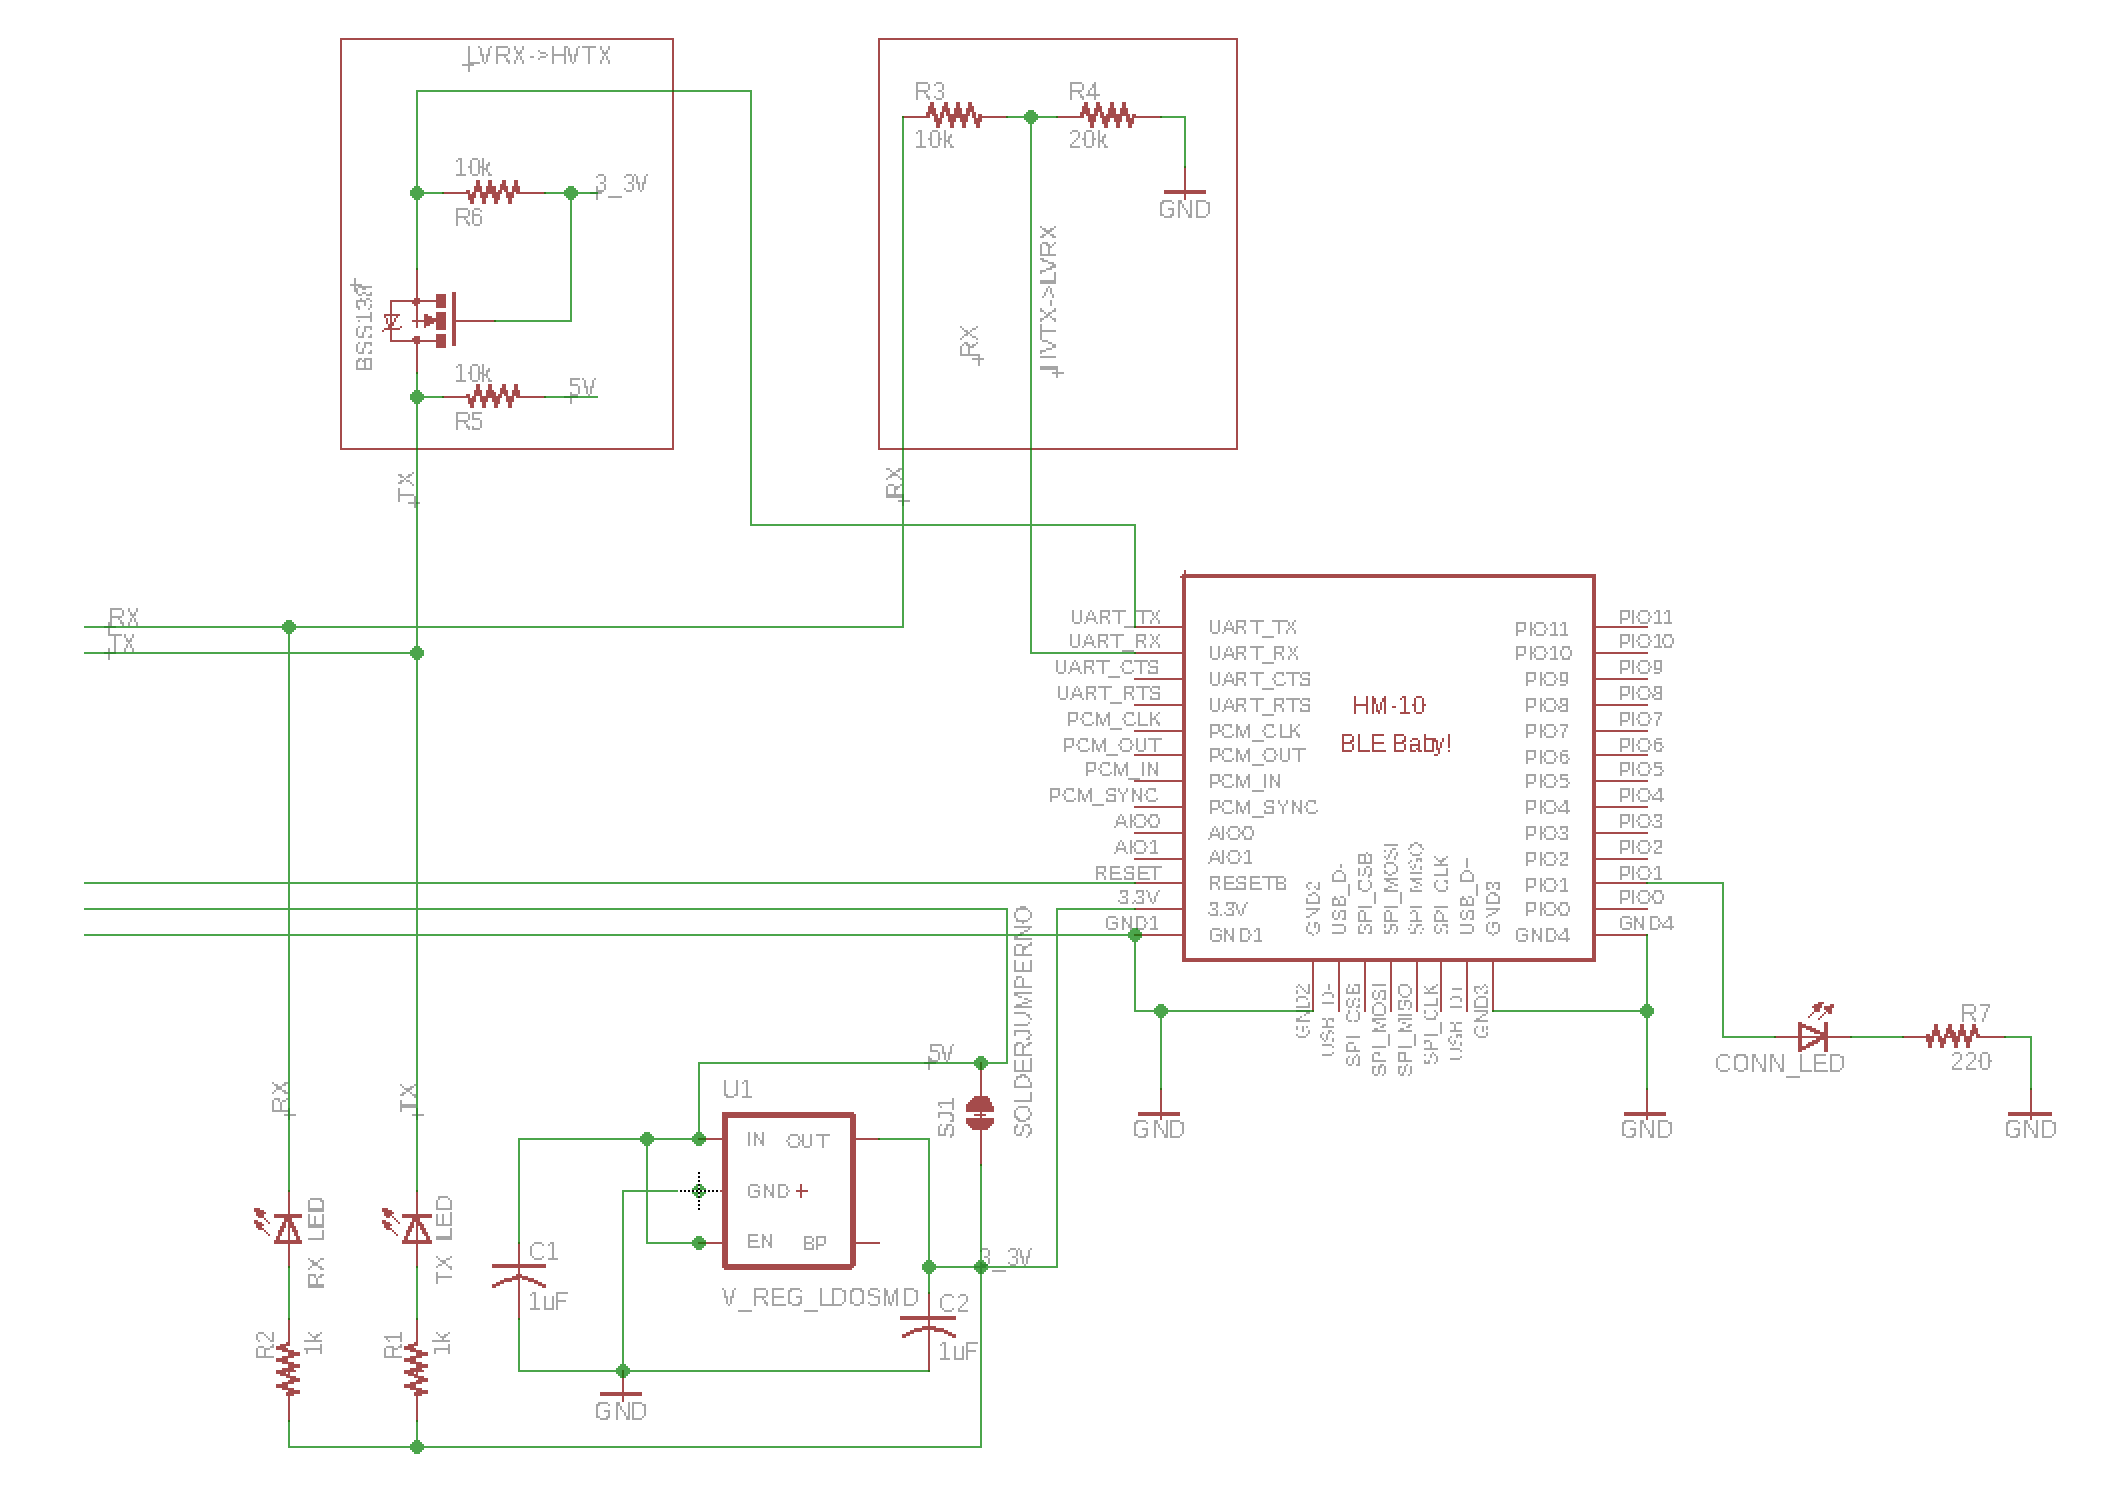 LVRX->HVTX
10k
R6
3_3V
BSS138
10k
R5
5V
TX
R3
10k
R4
20k
GND
RX
HVTX->LVRX
RX
RX
TX
UART_TX
UART_RX
UART_CTS
UART_RTS
PCM_CLK
PCM_OUT
PCM_IN
PCM_SYNC
AIO0
AIO1
RESET
3.3V
GND1
UART_TX
UART_RX
UART_CTS
UART_RTS
PCM_CLK
PCM_OUT
PCM_IN
PCM_SYNC
AIO0
AIO1
RESETB
3.3V
GND1
HM-10
BLE Baby!
PIO11
PIO10
PIO9
PIO8
PIO7
PIO6
PIO5
PIO4
PIO3
PIO2
PIO1
PIO0
GND4
PIO11
PIO10
PIO9
PIO8
PIO7
PIO6
PIO5
PIO4
PIO3
PIO2
PIO1
PIO0
GND4
GND2
USB_D-
SPI_CSB
SPI_MOSI
SPI_MISO
SPI_CLK
USB_D-
GND3
GND2
USB_D-
SPI_CSB
SPI_MOSI
SPI_MISO
SPI_CLK
GND3
GND
GND
CONN_LED
R7
220
GND
RX
TX
RX LED
TX LED
R2
1k
R1
1k
5V
SJ1
SOLDERJUMPERNO
U1
IN
OUT
GND
EN
BP
V_REG_LDOSMD
3_3V
C1
1uF
C2
1uF
GND